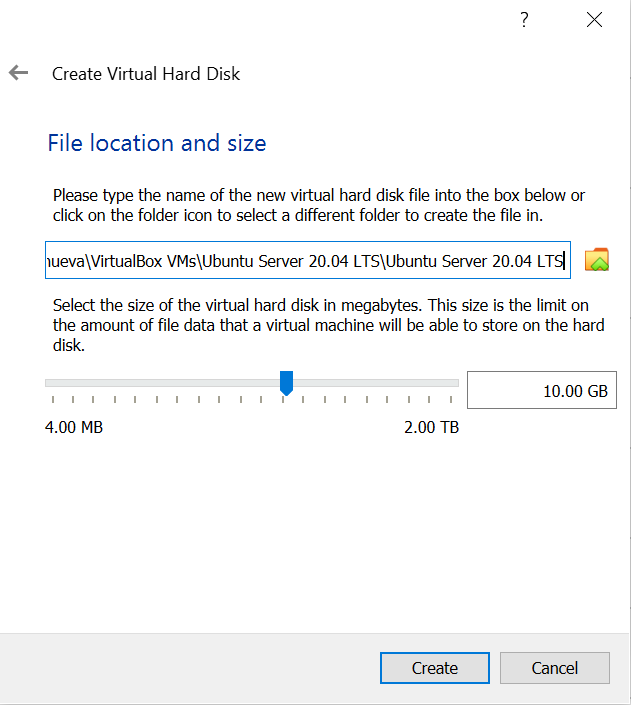 ?
Create Virtual Hard Disk
File location and size
Please type the name of the new virtual hard disk file into the box below or
click on the folder icon to select a different folder to create the file in.
nueva\VirtualBox VMs\Ubuntu Server 20.04 LTS\Ubuntu Server 20.04 LTS
Select the size of the virtual hard disk in megabytes. This size is the limit on
the amount of file data that a virtual machine will be able to store on the hard
disk.
10.00 GB
4.00 MB 2.00 TB
Create Cancel